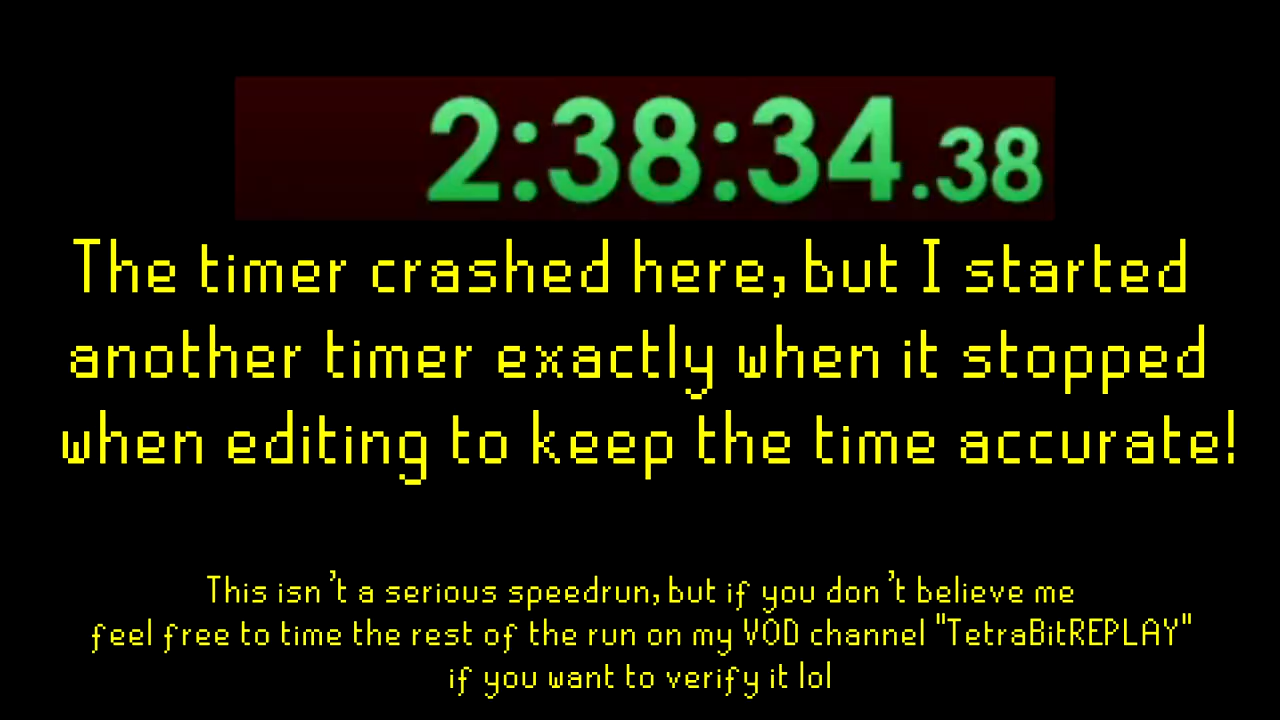 2:38:34.38
The timer crashed here, but I started
another timer exactly when it stopped
when editing to keep the time accurate!
This isn't a serious speedrun, but if you don't believe me
feel free to time the rest of the run on my VOD channel "TetraBitREPLAY"
if you want to verify it lol